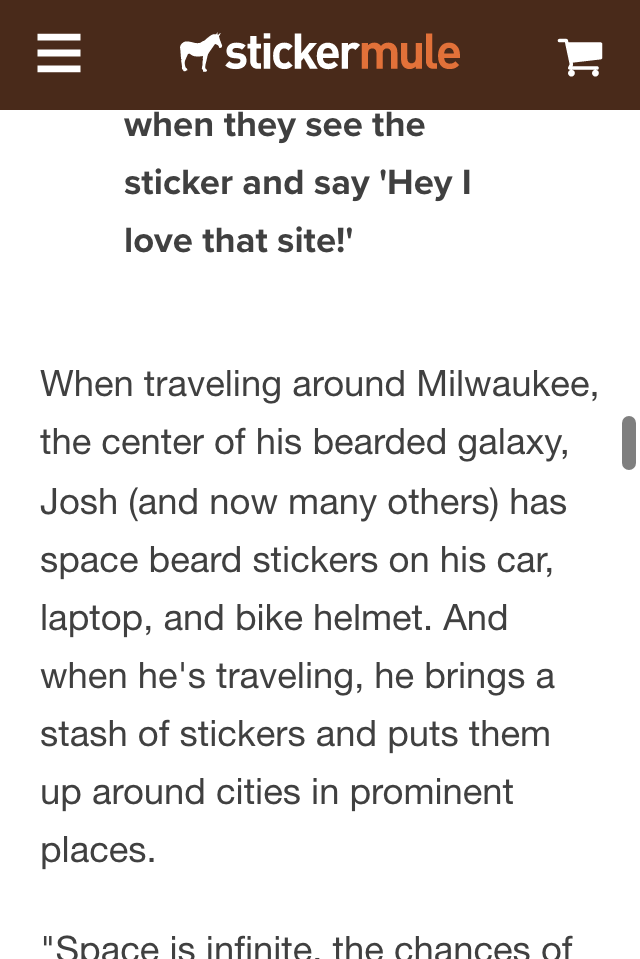 stickermule
when they see the
sticker and say 'Hey I
love that site!'
When traveling around Milwaukee,
the center of his bearded galaxy,
Josh (and now many others) has
space beard stickers on his car,
laptop, and bike helmet. And
when he's traveling, he brings a
stash of stickers and puts them
up around cities in prominent
places.
"Space is infinite, the chances of